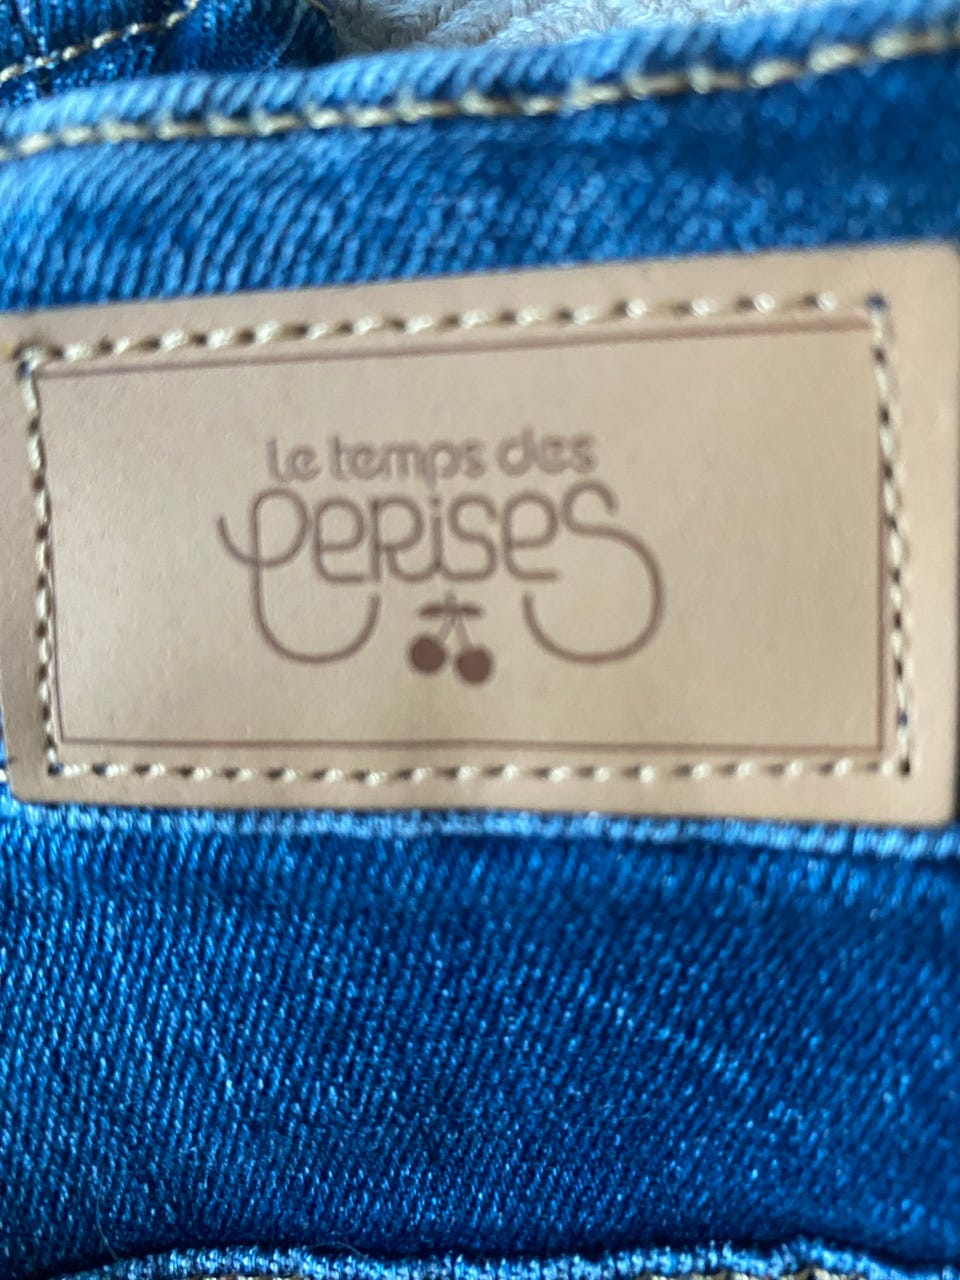 le temps des
cerises